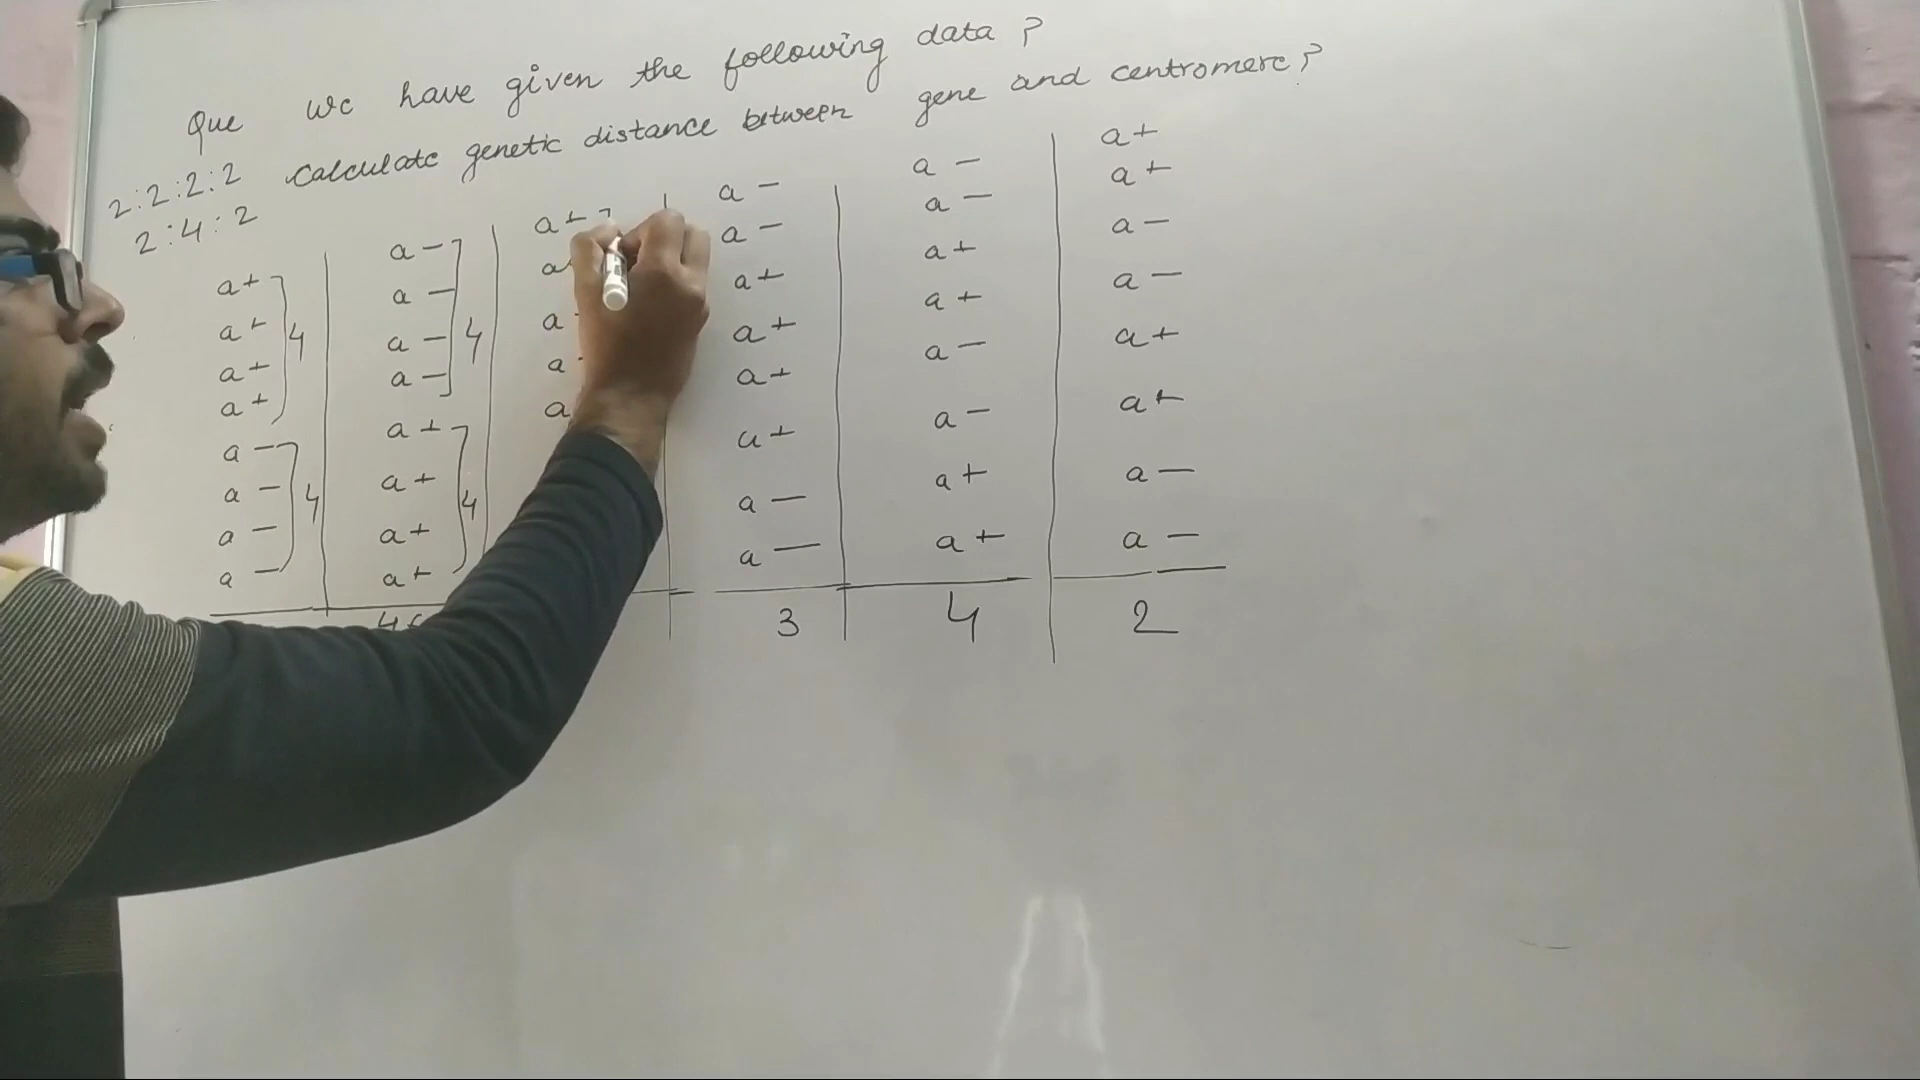 Que we have given the following data ?
2:2:2:2 Calculate genetic distance between gene and centromere?
2:4:2
a+ a- a+ a- a- a+
a+ a- a a- a- a+
a+ 4 a- 4 a a+ a+ a-
a+ a- a a+ a+ a-
a- a+ a a+ a- a+
a- 4 a+ 4 a+ a- a+
a- a+ a- a+ a-
a- a+ a- a+ a-
3 4 2